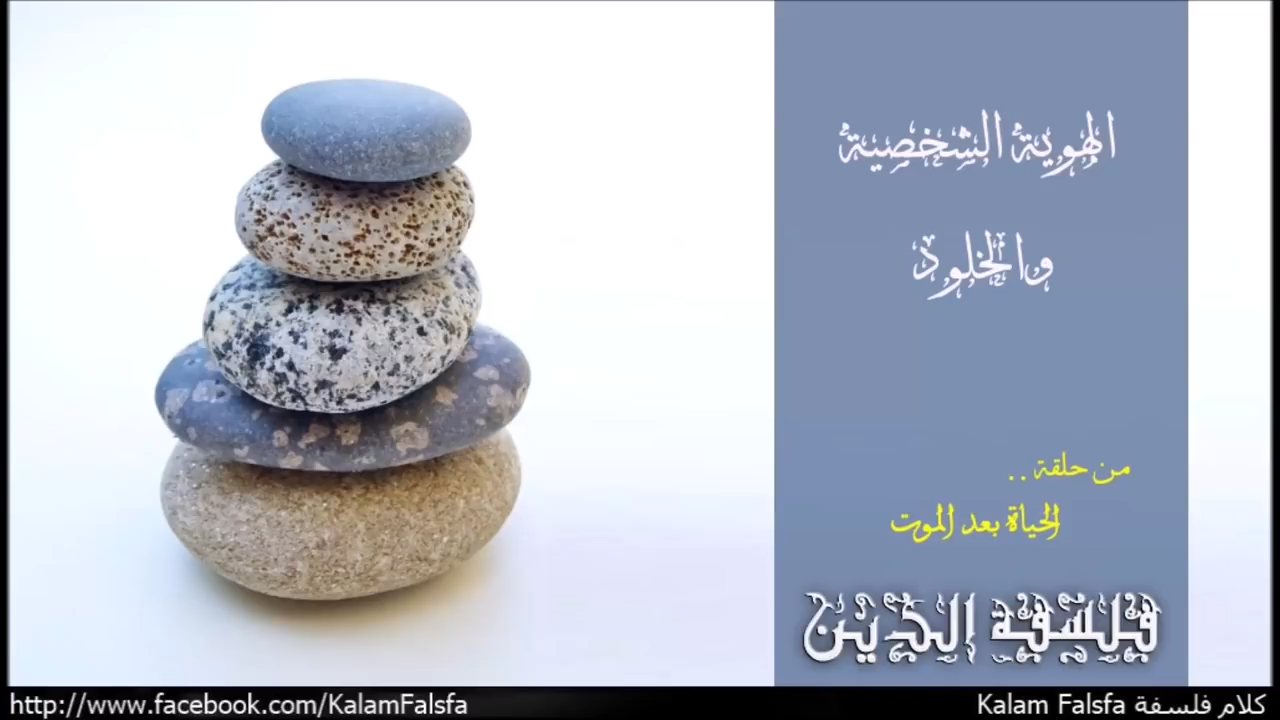 الهوية الشخصية
والخلود
من حلقة ..
الحياة بعد الموت
فلسفة الدين
http://www.facebook.com/KalamFalsfa
Kalam Falsfa كلام فلسفة